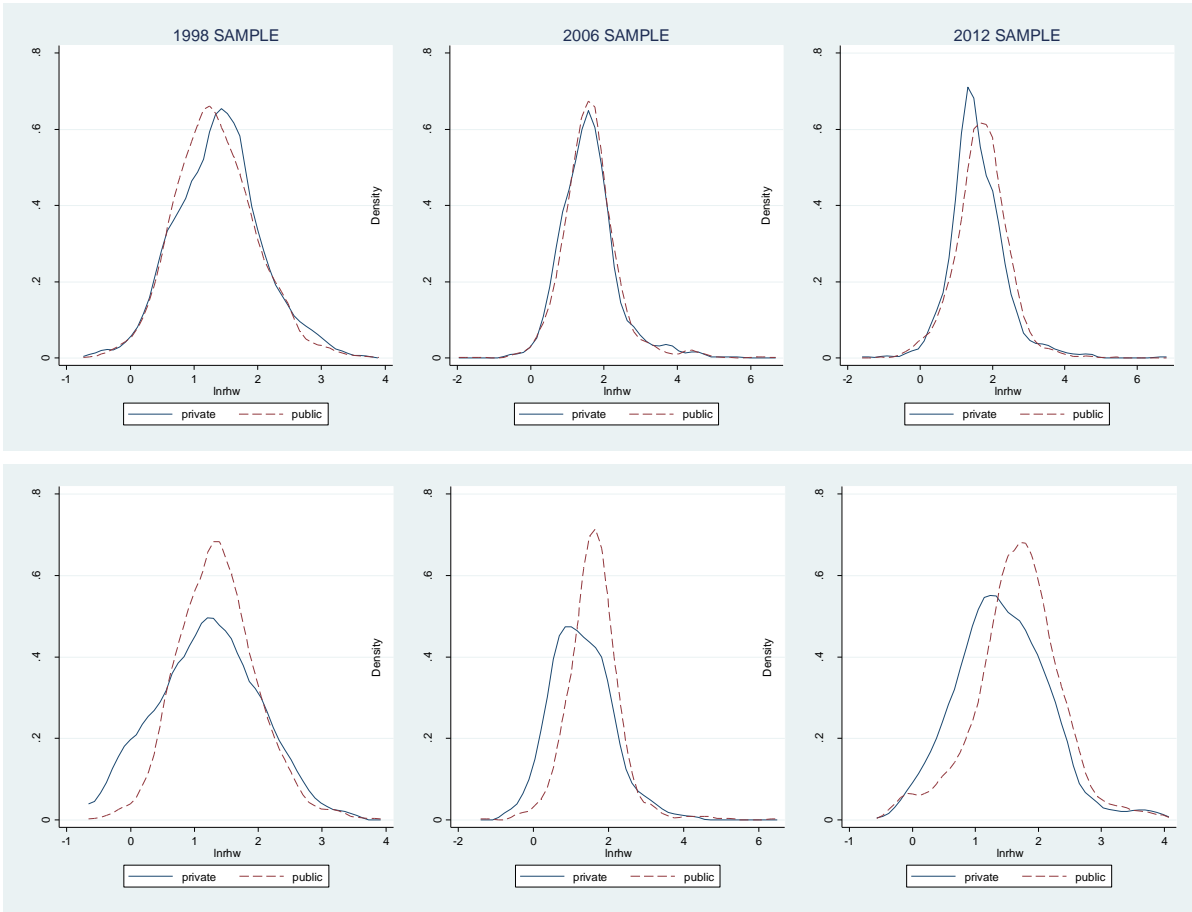 1998 SAMPLE
2006 SAMPLE
2012 SAMPLE
.8
.6
.4
.2
0
-1 0 1 2 3 4
lnrhw
private public
Density
.8
.6
.4
.2
0
-2 0 2 4 6
lnrhw
private public
Density
.8
.6
.4
.2
0
-2 0 2 4 6
lnrhw
private public
.8
.6
.4
.2
0
-1 0 1 2 3 4
lnrhw
private public
Density
.8
.6
.4
.2
0
-2 0 2 4 6
lnrhw
private public
Density
.8
.6
.4
.2
0
-1 0 1 2 3 4
lnrhw
private public